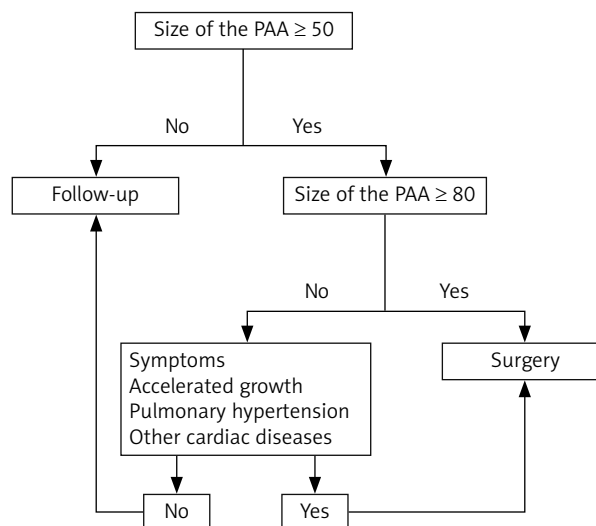 Size of the PAA ≥ 50
No
Yes
Follow-up
Size of the PAA ≥ 80
No
Yes
Symptoms
Accelerated growth
Pulmonary hypertension
Other cardiac diseases
Surgery
No
Yes